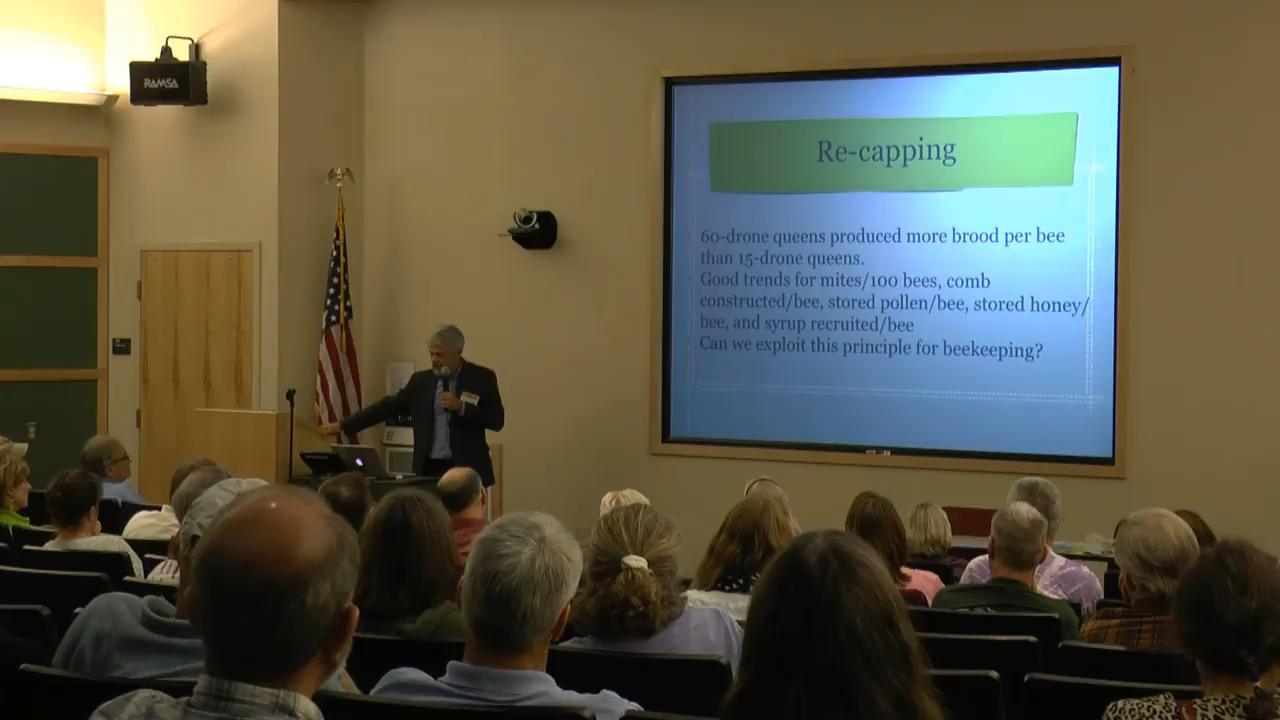 RAMSA
Re-capping
60-drone queens produced more brood per bee
than 15-drone queens.
Good trends for mites/100 bees, comb
constructed/bee, stored pollen/bee, stored honey/
bee, and syrup recruited/bee
Can we exploit this principle for beekeeping?